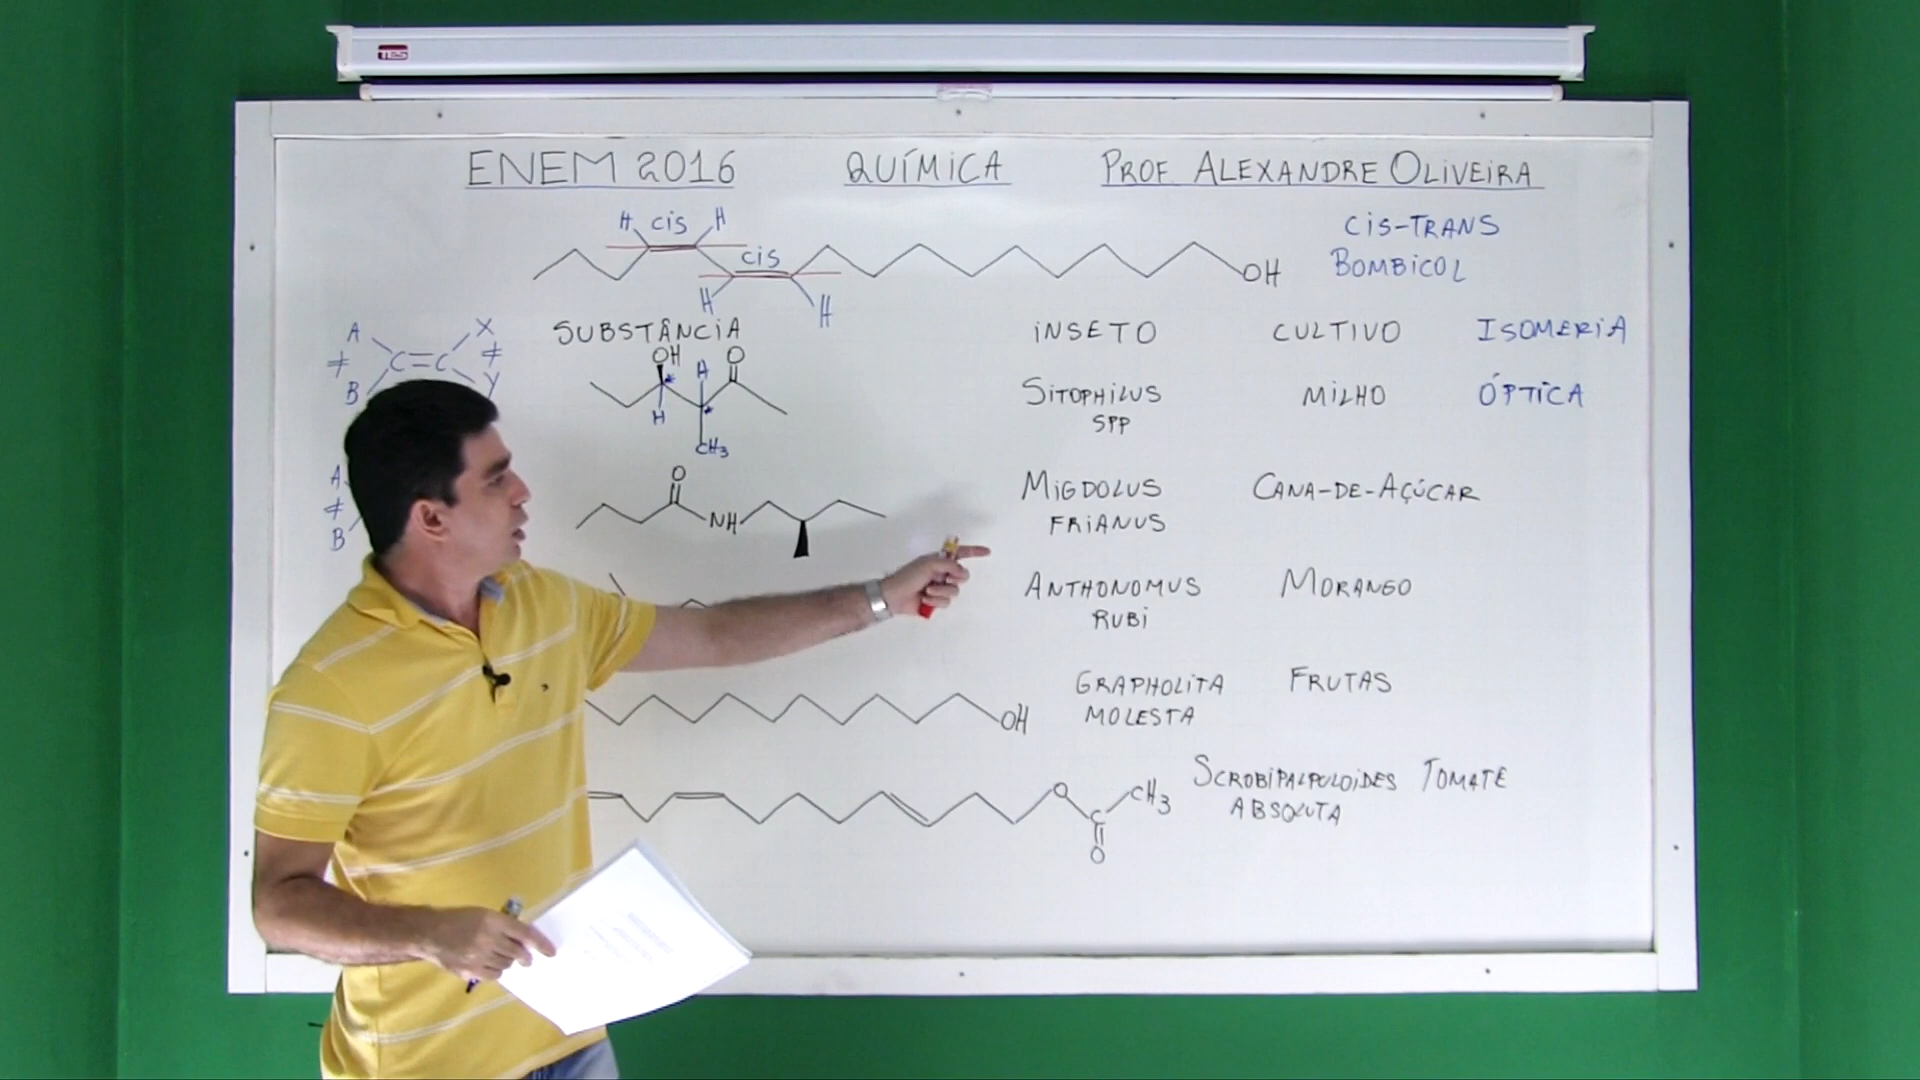 TES
ENEM 2016 QUÍMICA PROF. ALEXANDRE OLIVEIRA
H cis H
cis
H H
OH
CIS-TRANS
BOMBICOL
SUBSTÂNCIA INSETO CULTIVO ISOMERIA
A X
≠ C=C ≠
B Y
OH H O
* *
H
CH3
SITOPHILUS MILHO ÓPTICA
SPP
A
≠
B
O
NH
MIGDOLUS CANA-DE-AÇÚCAR
FRIANUS
ANTHONOMUS MORANGO
RUBI
OH
GRAPHOLITA FRUTAS
MOLESTA
O C CH3
O
SCROBIPALPULOIDES TOMATE
ABSOLUTA